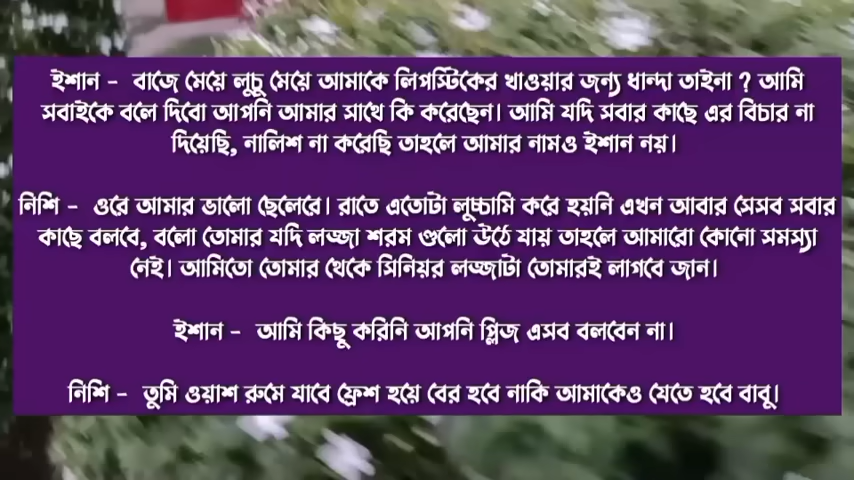 ইশান - বাজে মেয়ে লুচু মেয়ে আমাকে লিপস্টিকের খাওয়ার জন্য ধান্দা তাইনা ? আমি
সবাইকে বলে দিবো আপনি আমার সাথে কি করেছেন। আমি যদি সবার কাছে এর বিচার না
দিয়েছি, নালিশ না করেছি তাহলে আমার নামও ইশান নয়।
নিশি - ওরে আমার ভালো ছেলেরে। রাতে এতোটা লুচ্চামি করে হয়নি এখন আবার সেসব সবার
কাছে বলবে, বলো তোমার যদি লজ্জা শরম গুলো উঠে যায় তাহলে আমারো কোনো সমস্যা
নেই। আমিতো তোমার থেকে সিনিয়র লজ্জাটা তোমারই লাগবে জান।
ইশান - আমি কিছু করিনি আপনি প্লিজ এসব বলবেন না।
নিশি - তুমি ওয়াশ রুমে যাবে ফ্রেশ হয়ে বের হবে নাকি আমাকেও যেতে হবে বাবু।